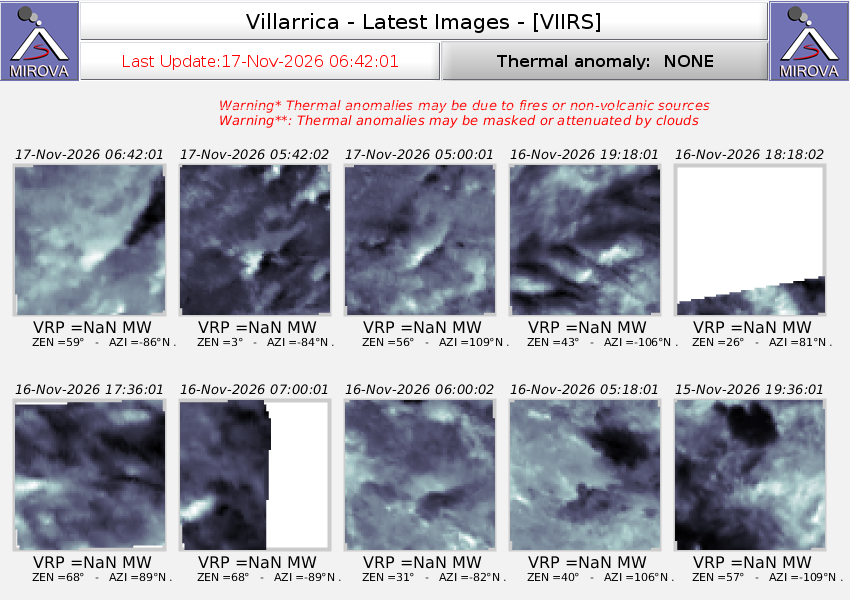 Villarrica - Latest Images - [VIIRS]
MIROVA
Last Update:17-Nov-2026 06:42:01
Thermal anomaly: NONE
MIROVA
Warning* Thermal anomalies may be due to fires or non-volcanic sources
Warning**: Thermal anomalies may be masked or attenuated by clouds
17-Nov-2026 06:42:01 17-Nov-2026 05:42:02 17-Nov-2026 05:00:01 16-Nov-2026 19:18:01 16-Nov-2026 18:18:02
VRP =NaN MW VRP =NaN MW VRP =NaN MW VRP =NaN MW VRP =NaN MW
ZEN =59° - AZI =-86°N . ZEN =3° - AZI =-84°N . ZEN =56° - AZI =109°N . ZEN =43° - AZI =-106°N . ZEN =26° - AZI =81°N .
16-Nov-2026 17:36:01 16-Nov-2026 07:00:01 16-Nov-2026 06:00:02 16-Nov-2026 05:18:01 15-Nov-2026 19:36:01
VRP =NaN MW VRP =NaN MW VRP =NaN MW VRP =NaN MW VRP =NaN MW
ZEN =68° - AZI =89°N . ZEN =68° - AZI =-89°N . ZEN =31° - AZI =-82°N . ZEN =40° - AZI =106°N . ZEN =57° - AZI =-109°N .